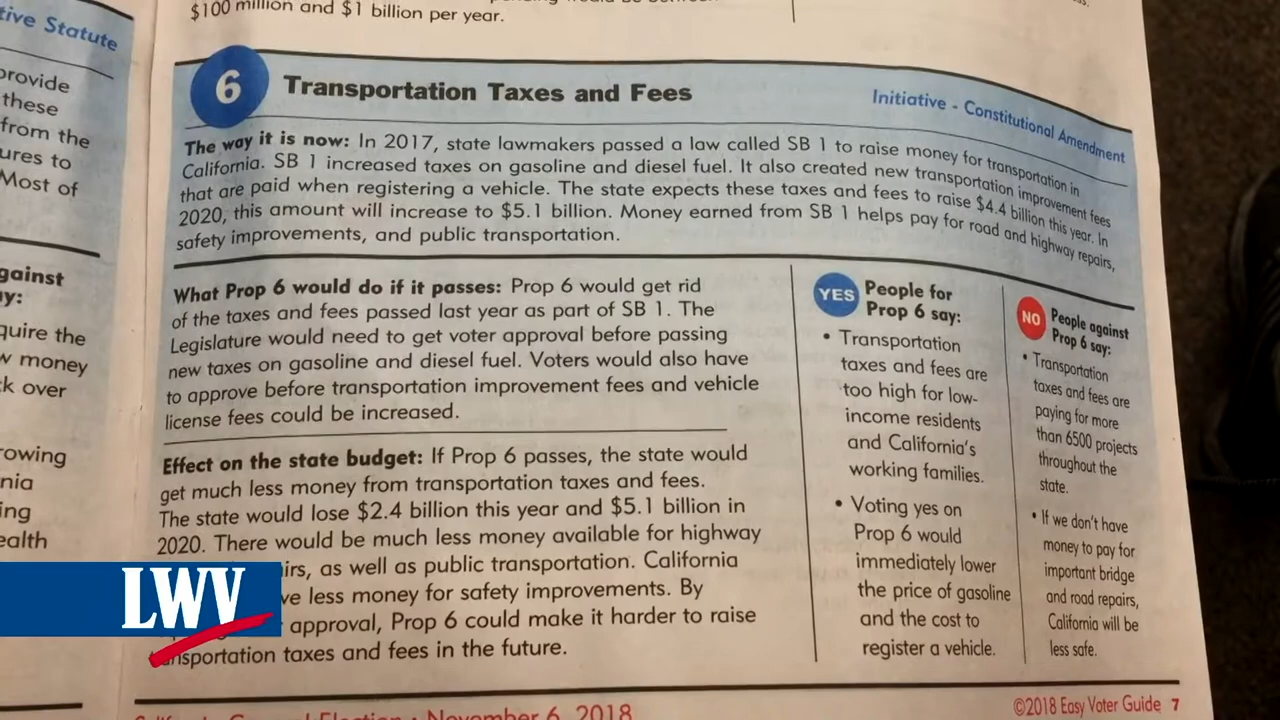 $100 million and $1 billion per year.
tive Statute
provide
these
from the
ures to
Most of
gainst
ay:
quire the
w money
ck over
rowing
nia
ing
ealth
6 Transportation Taxes and Fees
Initiative - Constitutional Amendment
The way it is now: In 2017, state lawmakers passed a law called SB 1 to raise money for transportation in
California. SB 1 increased taxes on gasoline and diesel fuel. It also created new transportation improvement fees
that are paid when registering a vehicle. The state expects these taxes and fees to raise $4.4 billion this year. In
2020, this amount will increase to $5.1 billion. Money earned from SB 1 helps pay for road and highway repairs,
safety improvements, and public transportation.
What Prop 6 would do if it passes: Prop 6 would get rid
of the taxes and fees passed last year as part of SB 1. The
Legislature would need to get voter approval before passing
new taxes on gasoline and diesel fuel. Voters would also have
to approve before transportation improvement fees and vehicle
license fees could be increased.
Effect on the state budget: If Prop 6 passes, the state would
get much less money from transportation taxes and fees.
The state would lose $2.4 billion this year and $5.1 billion in
2020. There would be much less money available for highway
irs, as well as public transportation. California
ve less money for safety improvements. By
approval, Prop 6 could make it harder to raise
nsportation taxes and fees in the future.
YES People for
Prop 6 say:
• Transportation
taxes and fees are
too high for low-
income residents
and California's
working families.
• Voting yes on
Prop 6 would
immediately lower
the price of gasoline
and the cost to
register a vehicle.
NO People against
Prop 6 say:
• Transportation
taxes and fees are
paying for more
than 6500 projects
throughout the
state.
• If we don't have
money to pay for
important bridge
and road repairs,
California will be
less safe.
LWV
November 6, 2018
©2018 Easy Voter Guide 7